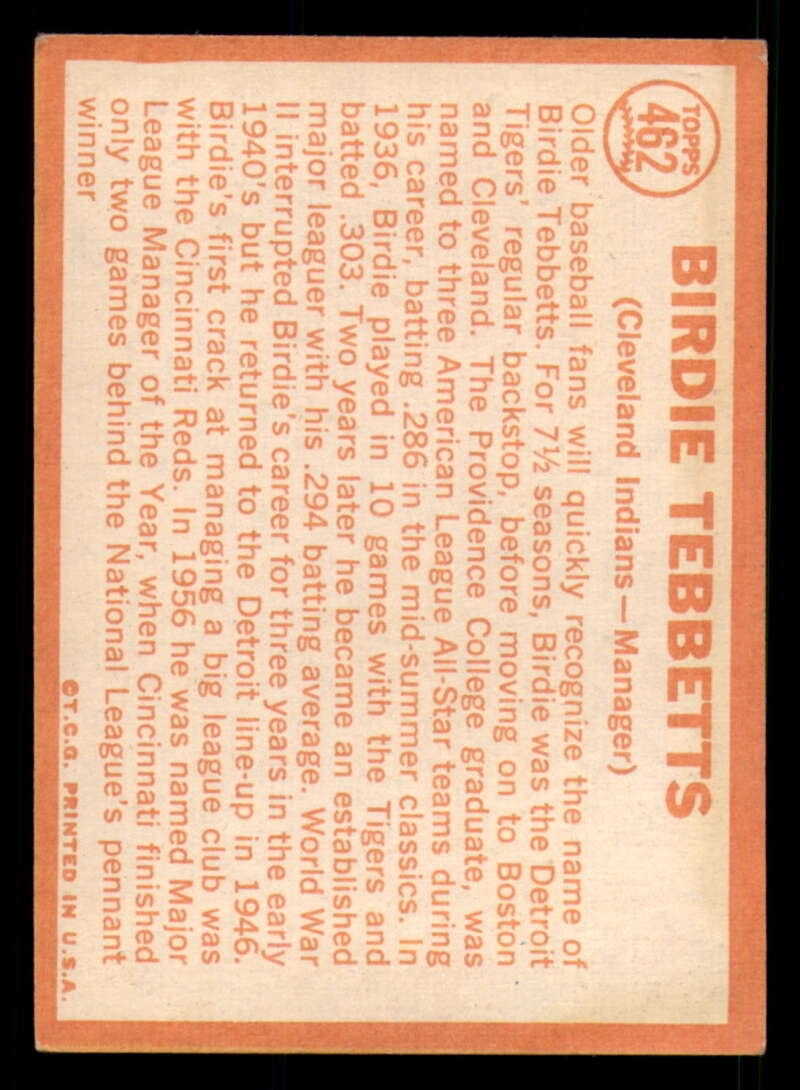 TOPPS
462
BIRDIE TEBBETTS
(Cleveland Indians—Manager)
Older baseball fans will quickly recognize the name of
Birdie Tebbetts. For 7½ seasons, Birdie was the Detroit
Tigers' regular backstop, before moving on to Boston
and Cleveland. The Providence College graduate, was
named to three American League All-Star teams during
his career, batting .286 in the mid-summer classics. In
1936, Birdie played in 10 games with the Tigers and
batted .303. Two years later he became an established
major leaguer with his .294 batting average. World War
II interrupted Birdie's career for three years in the early
1940's but he returned to the Detroit line-up in 1946.
Birdie's first crack at managing a big league club was
with the Cincinnati Reds. In 1956 he was named Major
League Manager of the Year, when Cincinnati finished
only two games behind the National League's pennant
winner
©T.C.G. PRINTED IN U.S.A.